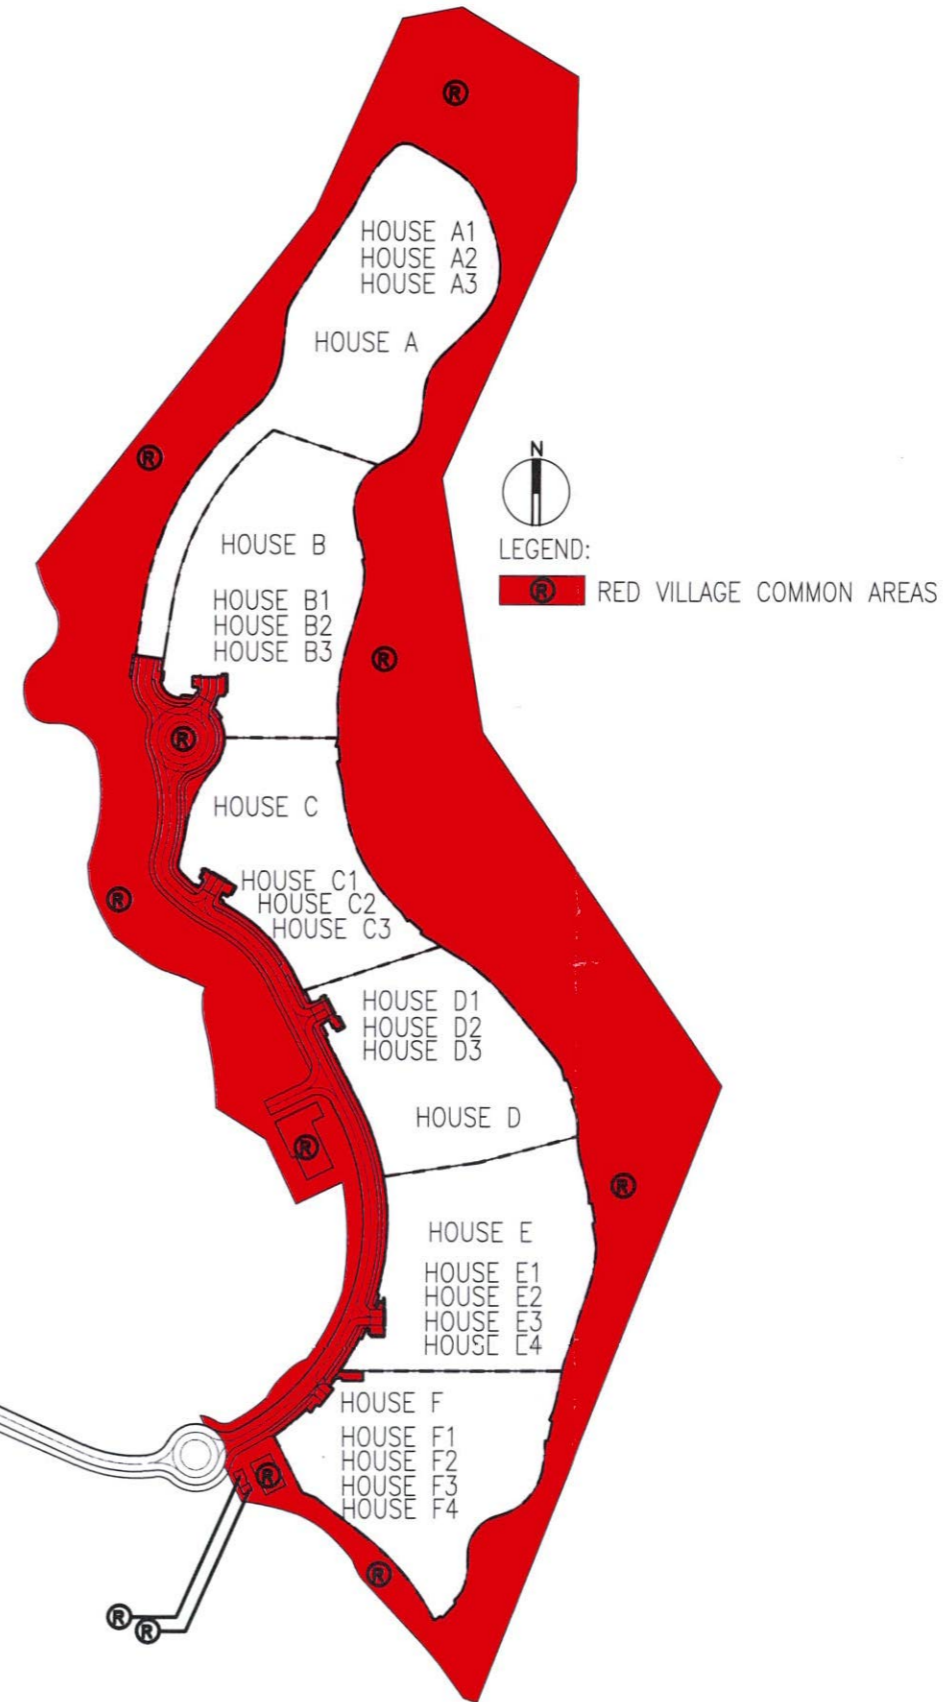 Ⓡ
HOUSE A1
HOUSE A2
HOUSE A3
HOUSE A
Ⓡ
N
LEGEND:
Ⓡ RED VILLAGE COMMON AREAS
HOUSE B
HOUSE B1
HOUSE B2
HOUSE B3
Ⓡ
Ⓡ
HOUSE C
HOUSE C1
HOUSE C2
HOUSE C3
Ⓡ
HOUSE D1
HOUSE D2
HOUSE D3
HOUSE D
Ⓡ
Ⓡ
HOUSE E
HOUSE E1
HOUSE E2
HOUSE E3
HOUSE E4
HOUSE F
HOUSE F1
HOUSE F2
HOUSE F3
HOUSE F4
Ⓡ
Ⓡ
Ⓡ
Ⓡ